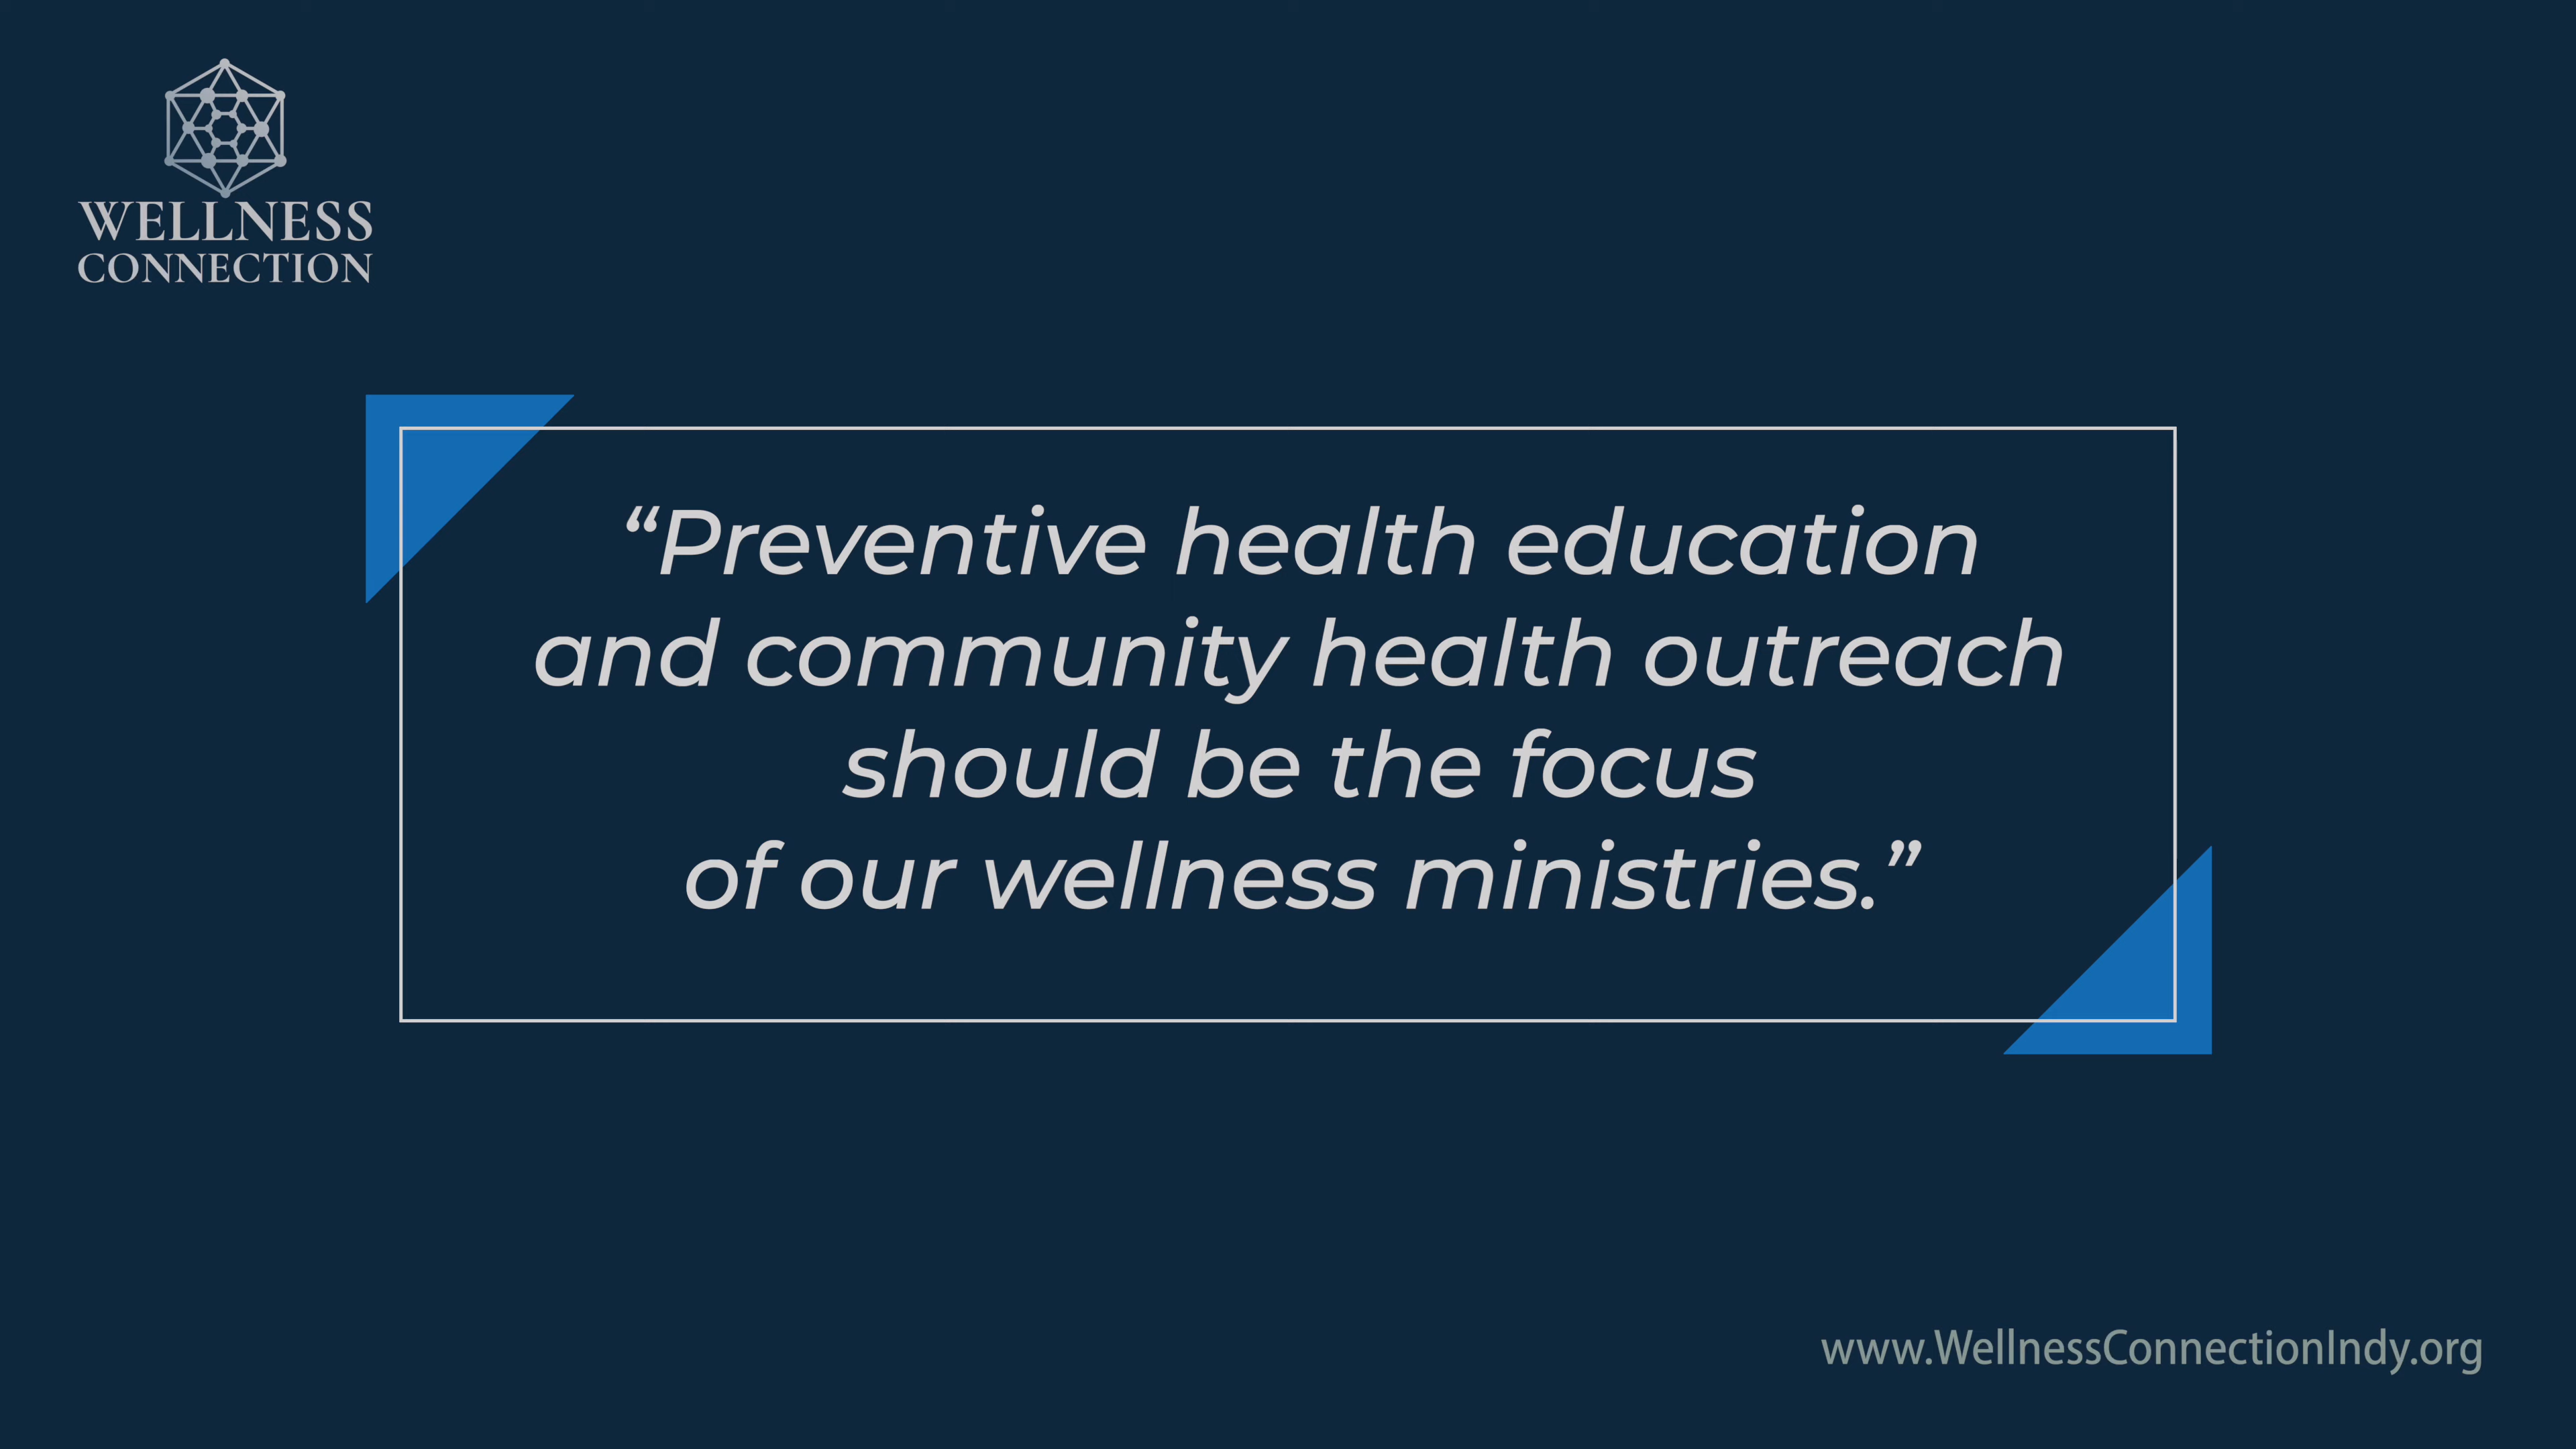 WELLNESS
CONNECTION
“Preventive health education
and community health outreach
should be the focus
of our wellness ministries.”
www.WellnessConnectionIndy.org